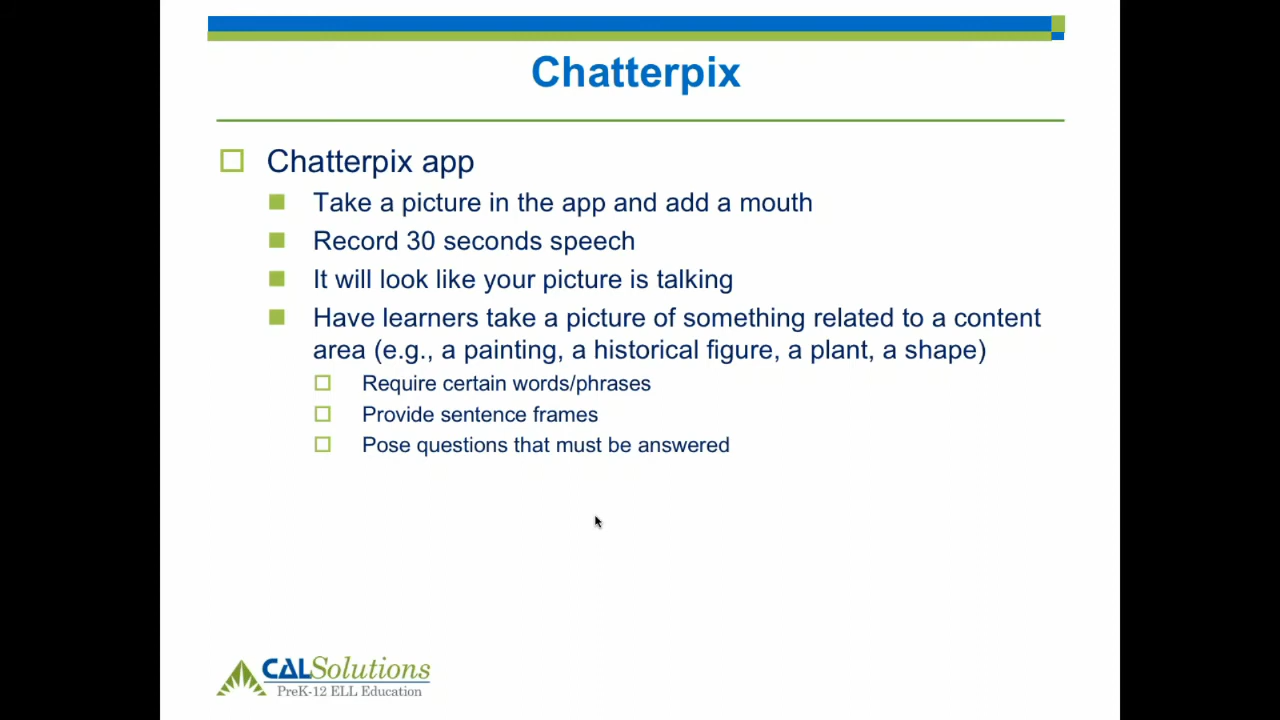 Chatterpix
Chatterpix app
Take a picture in the app and add a mouth
Record 30 seconds speech
It will look like your picture is talking
Have learners take a picture of something related to a content
area (e.g., a painting, a historical figure, a plant, a shape)
Require certain words/phrases
Provide sentence frames
Pose questions that must be answered
CALSolutions
PreK-12 ELL Education